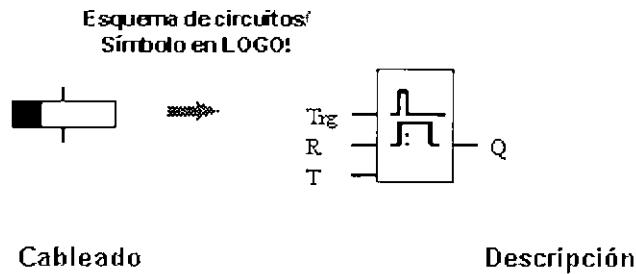 Esquema de circuitos/
Símbolo en LOGO!
Trg
R
Q
T
Cableado
Descripción